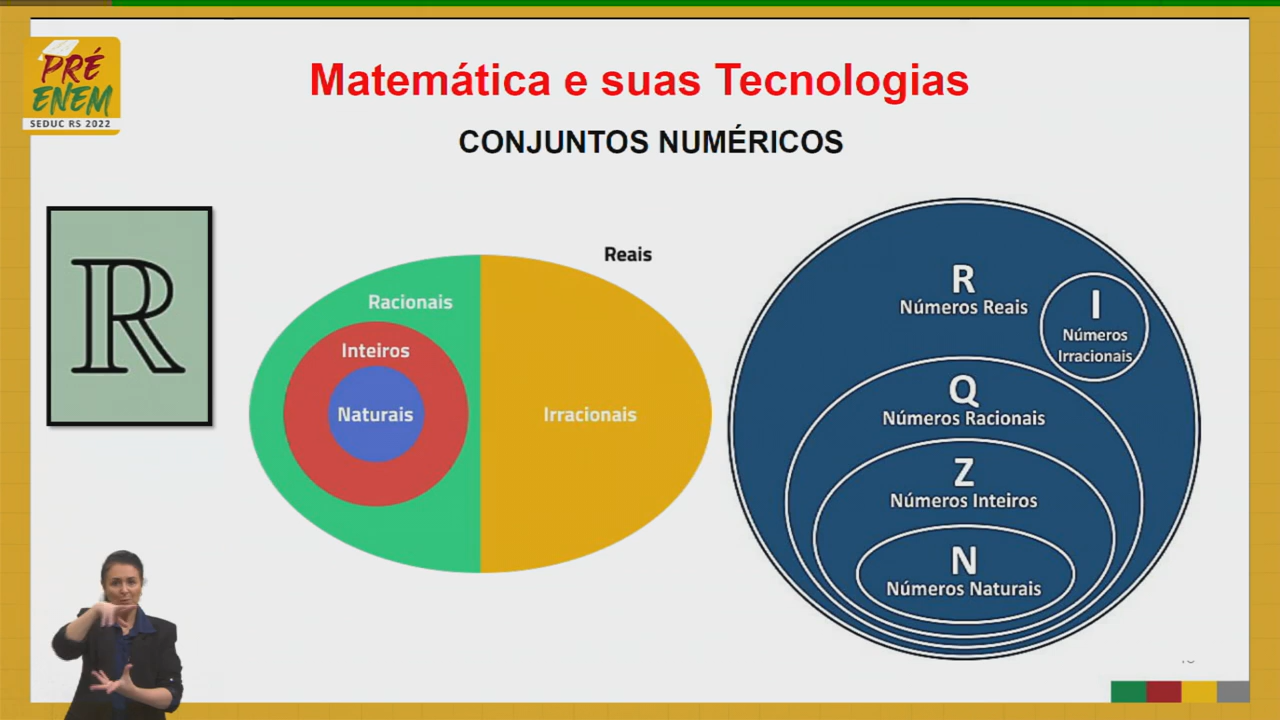 PRÉ
ENEM
SEDUC RS 2022
Matemática e suas Tecnologias
CONJUNTOS NUMÉRICOS
R
Reais
Racionais
Inteiros
Naturais
Irracionais
R
Números Reais
I
Números
Irracionais
Q
Números Racionais
Z
Números Inteiros
N
Números Naturais